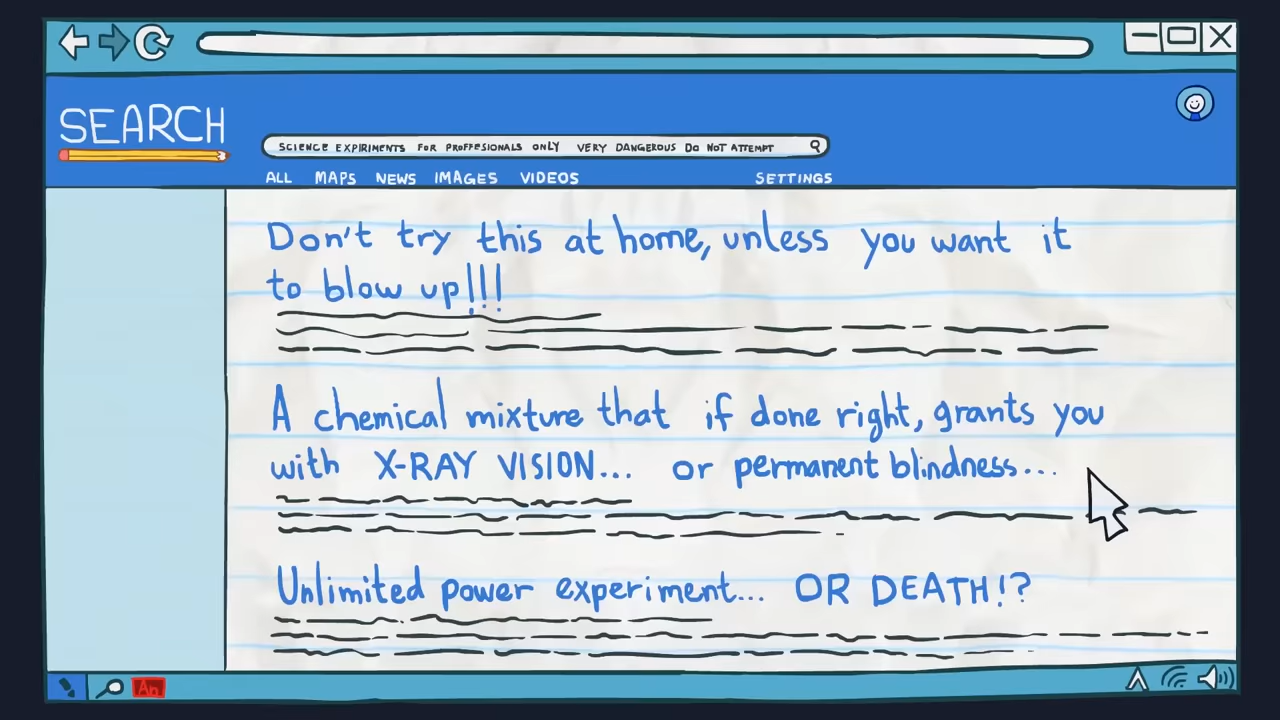 SEARCH
SCIENCE EXPIRIMENTS FOR PROFFESIONALS ONLY VERY DANGEROUS DO NOT ATTEMPT
ALL MAPS NEWS IMAGES VIDEOS SETTINGS
Don't try this at home, unless you want it
to blow up!!!
A chemical mixture that if done right, grants you
with X-RAY VISION... or permanent blindness...
Unlimited power experiment... OR DEATH!?
An